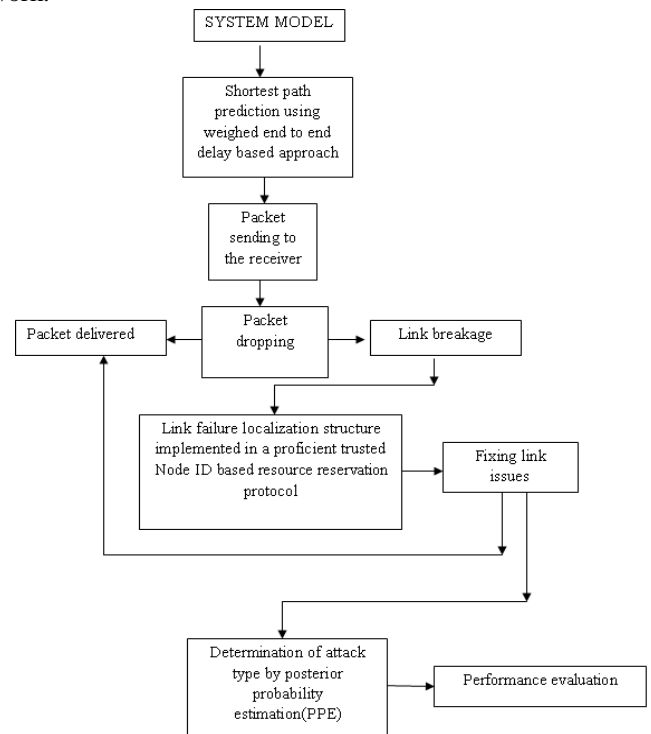 SYSTEM MODEL
Shortest path
prediction using
weighed end to end
delay based approach
Packet
sending to
the receiver
Packet delivered
Packet
dropping
Link breakage
Link failure localization structure
implemented in a proficient trusted
Node ID based resource reservation
protocol
Fixing link
issues
Determination of attack
type by posterior
probability
estimation(PPE)
Performance evaluation